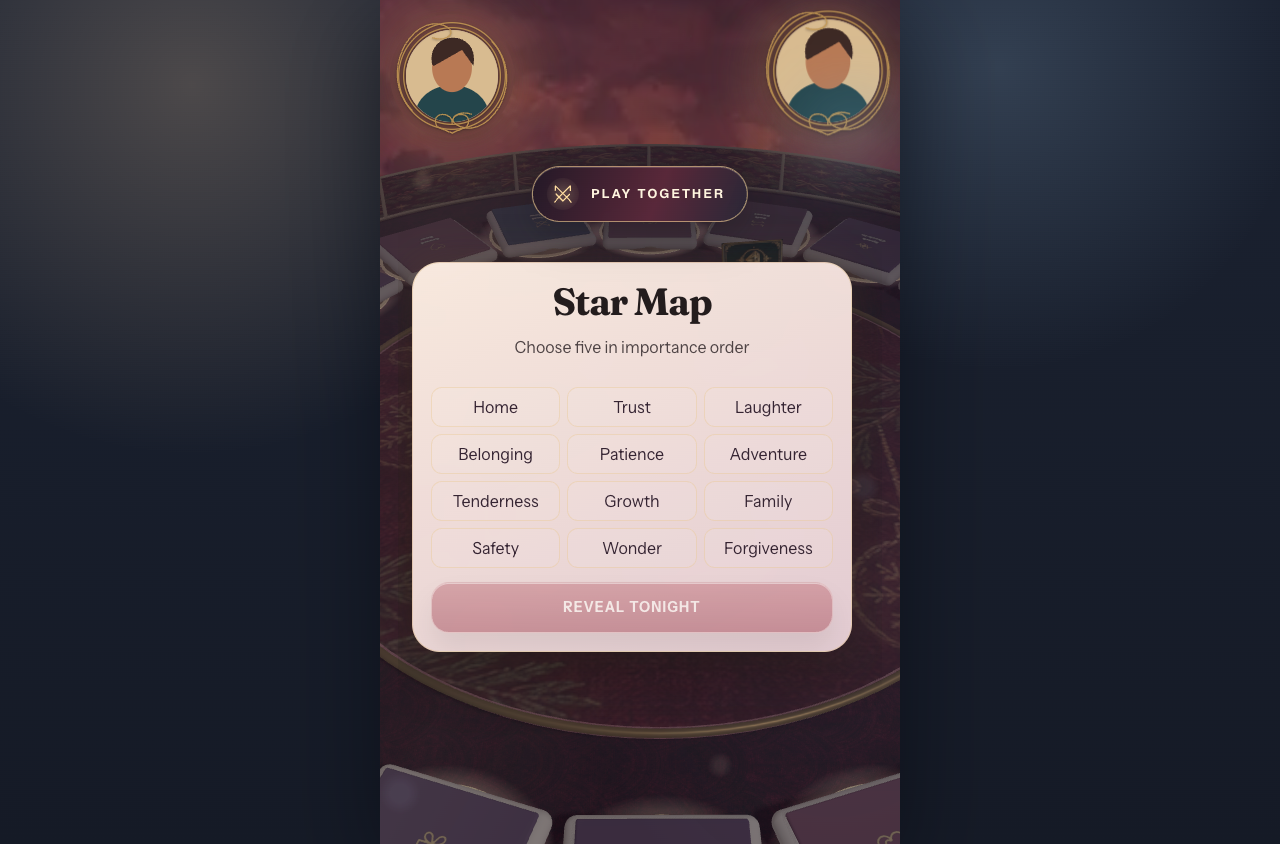 PLAY TOGETHER
Star Map
Choose five in importance order
Home Trust Laughter
Belonging Patience Adventure
Tenderness Growth Family
Safety Wonder Forgiveness
REVEAL TONIGHT